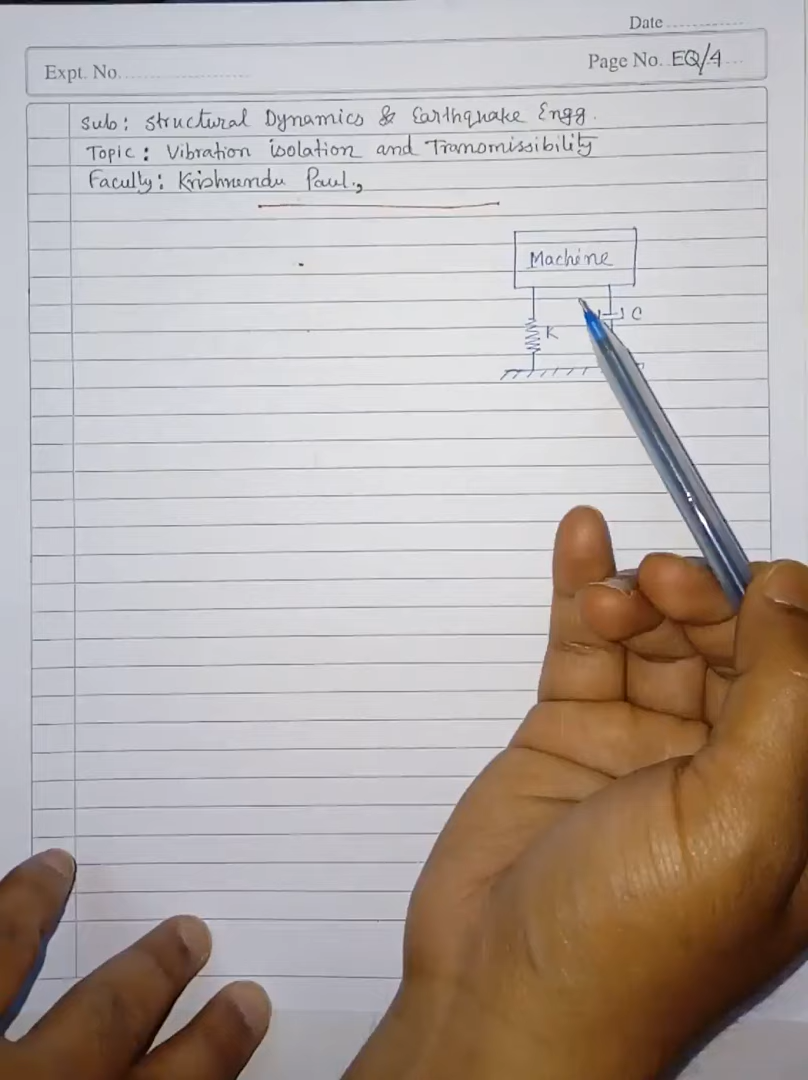 Date
Expt. No.
Page No. EQ/4
Sub: Structural Dynamics & Earthquake Engg.
Topic: Vibration isolation and Transmissibility
Faculty: Krishnendu Paul.,
Machine
K
C